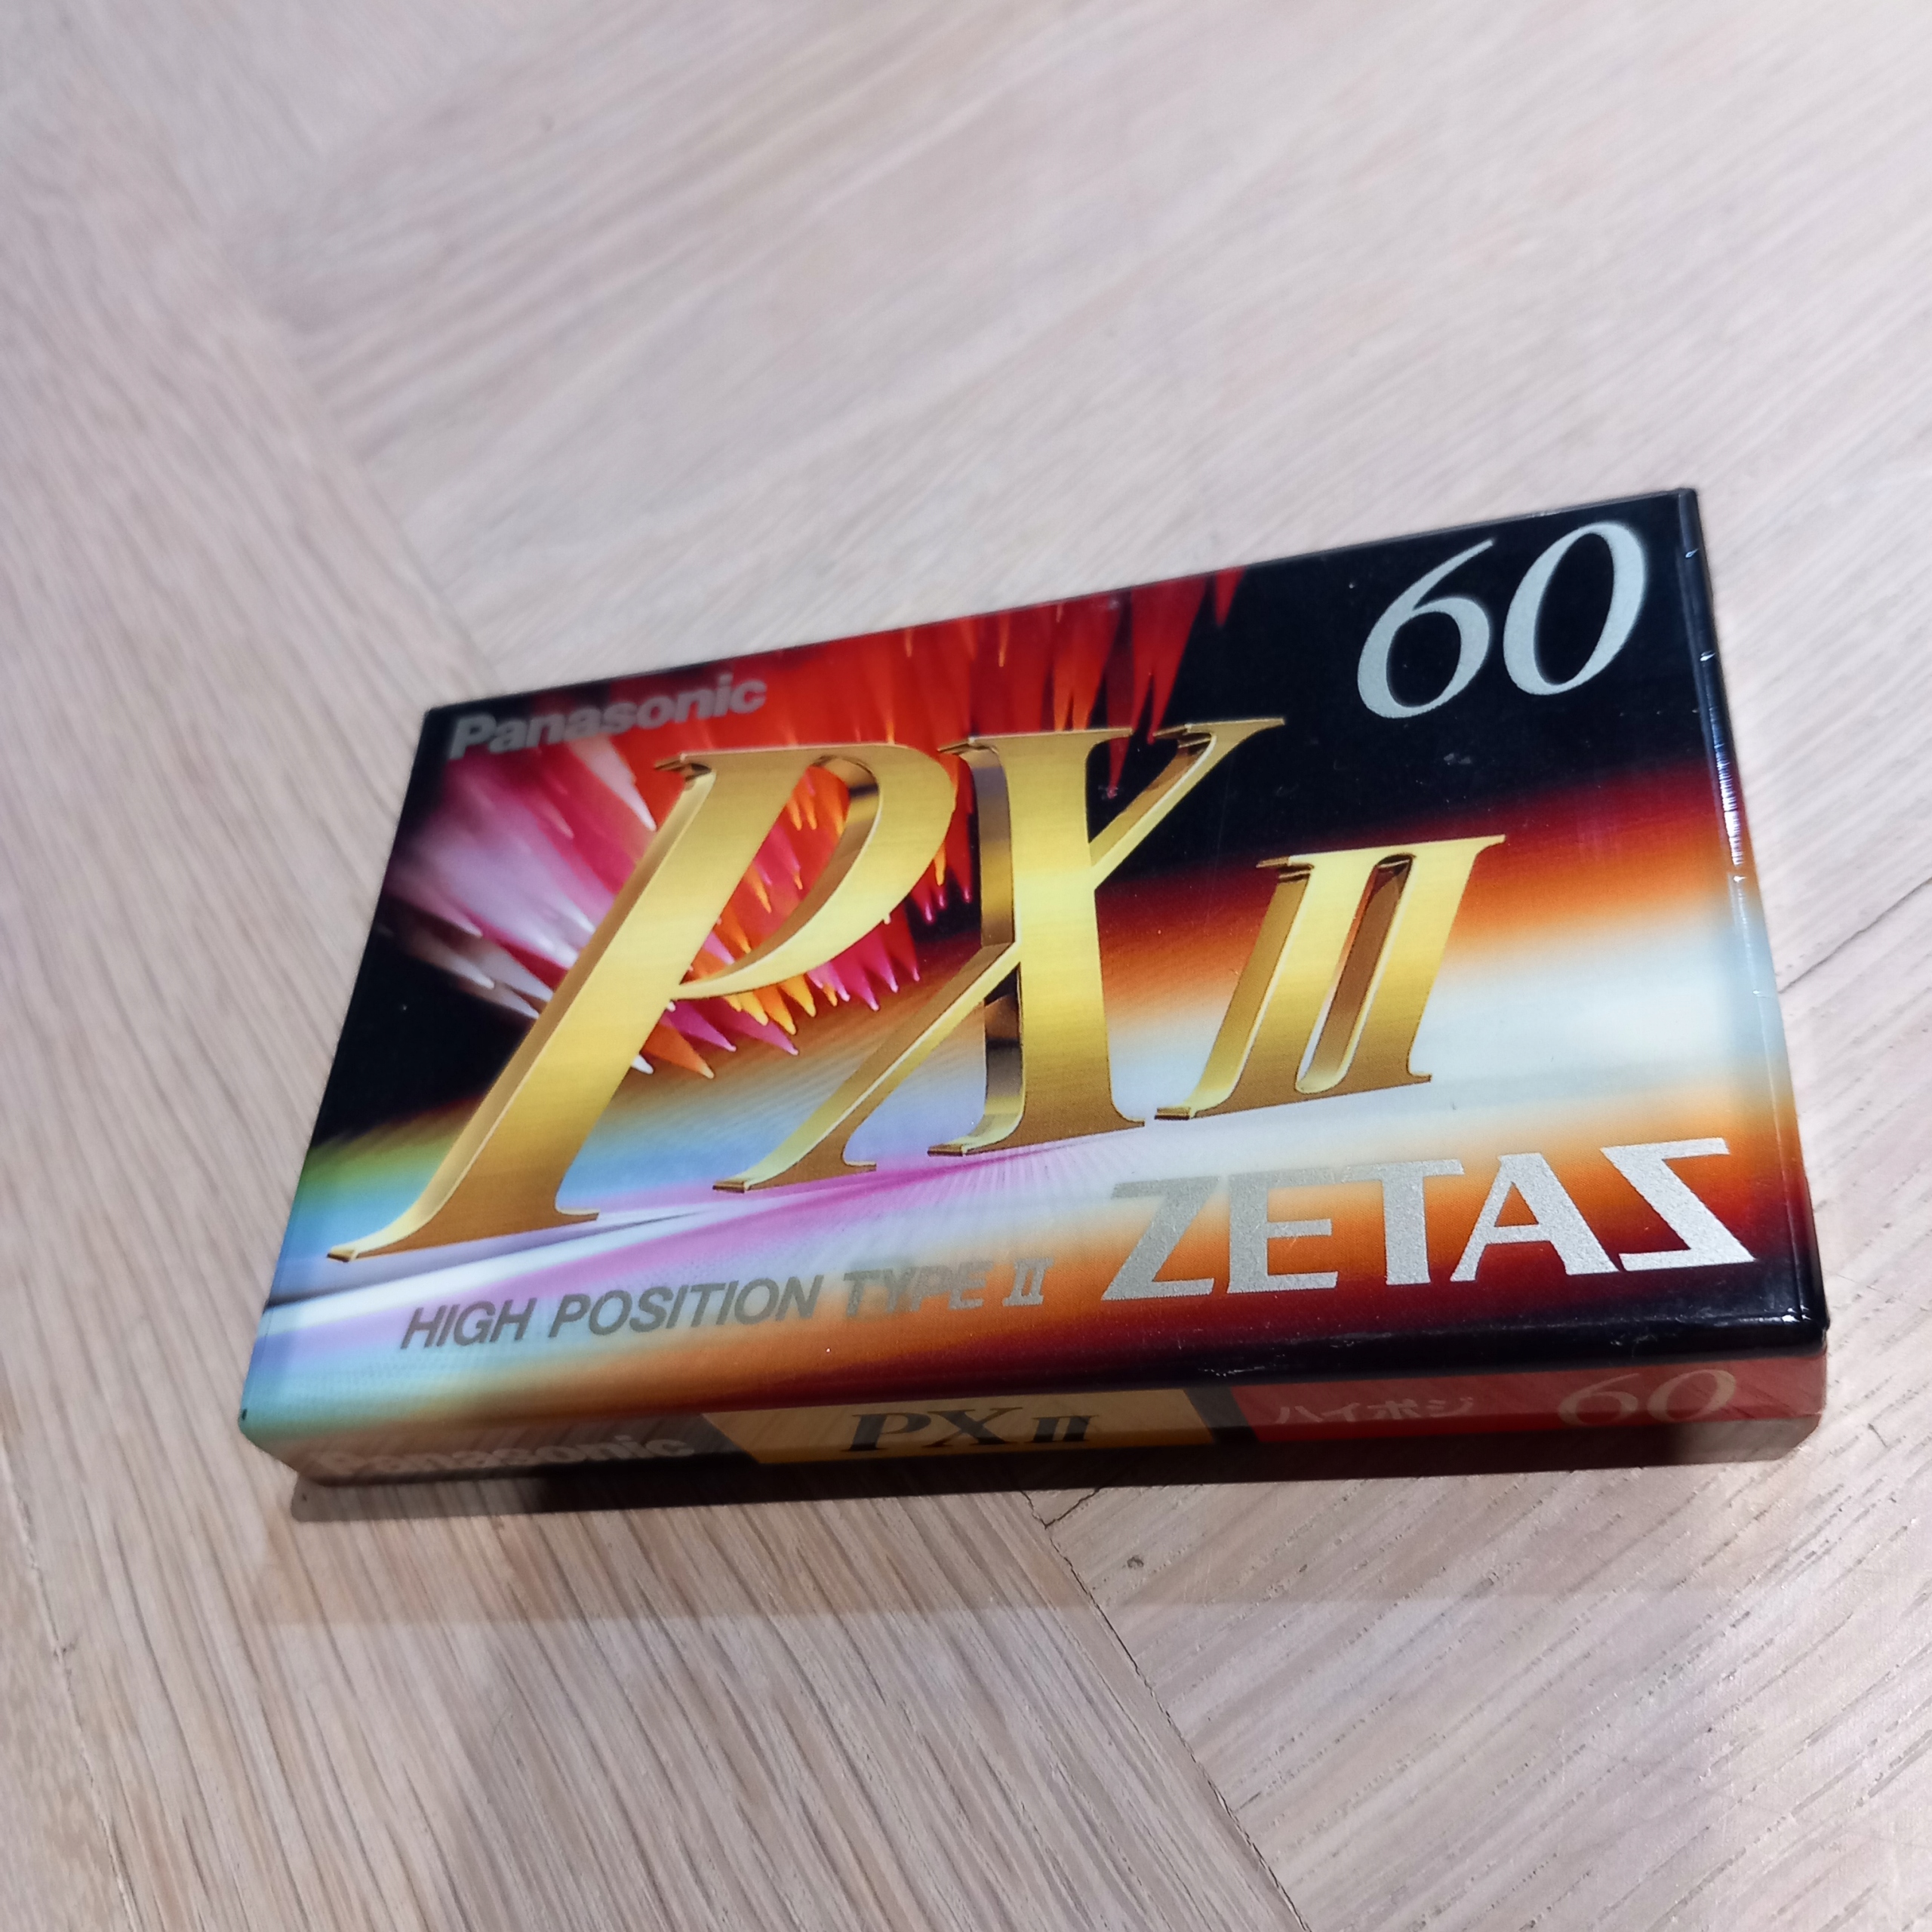 Panasonic
60
PX II
HIGH POSITION TYPE II
ZETAS
Panasonic PX II ハイポジ 60